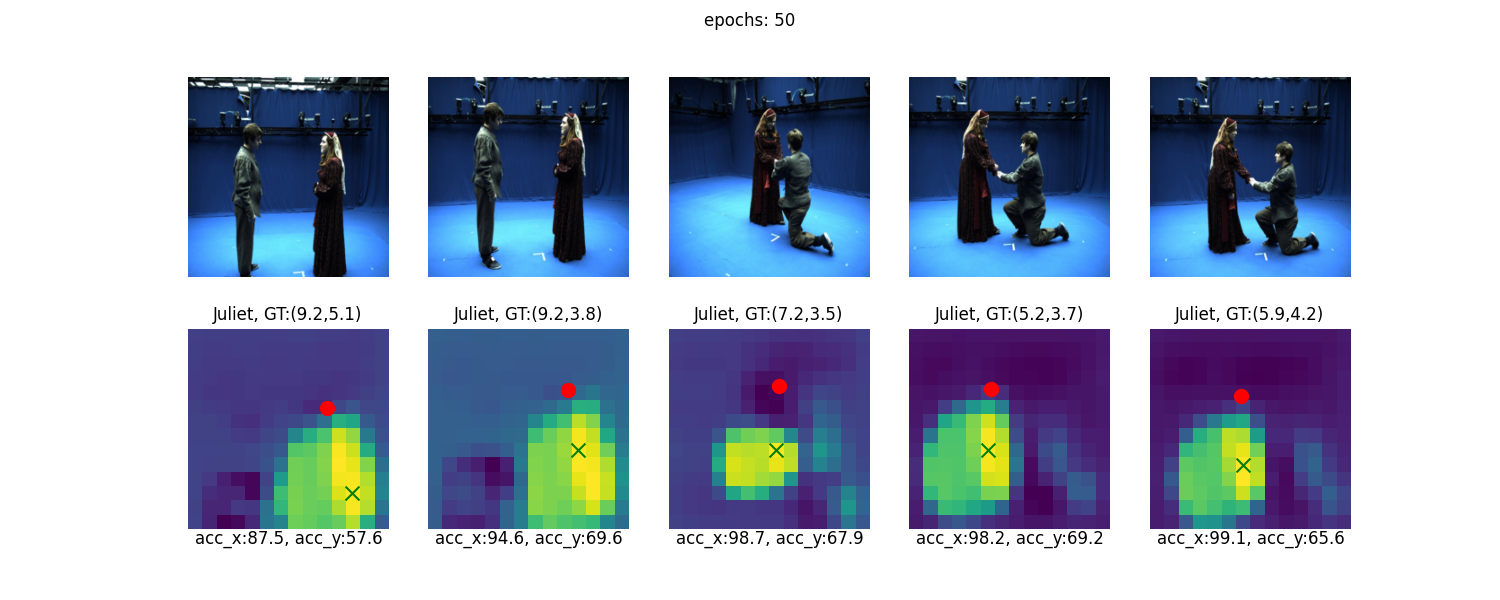 epochs: 50
Juliet, GT:(9.2,5.1)
Juliet, GT:(9.2,3.8)
Juliet, GT:(7.2,3.5)
Juliet, GT:(5.2,3.7)
Juliet, GT:(5.9,4.2)
acc_x:87.5, acc_y:57.6
acc_x:94.6, acc_y:69.6
acc_x:98.7, acc_y:67.9
acc_x:98.2, acc_y:69.2
acc_x:99.1, acc_y:65.6